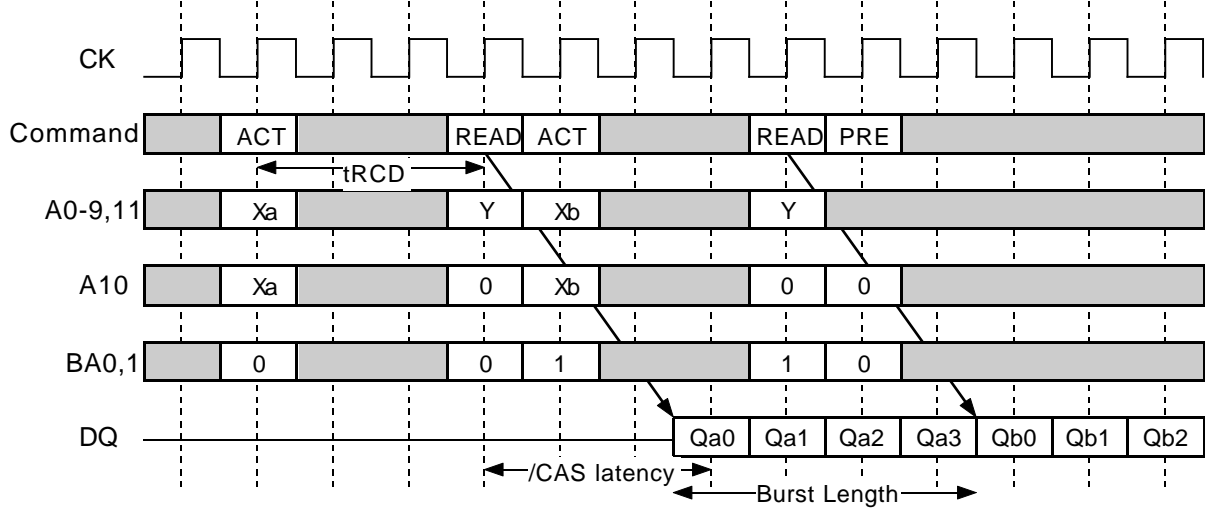 CK
Command ACT READ ACT READ PRE
tRCD
A0-9,11 Xa Y Xb Y
A10 Xa 0 Xb 0 0
BA0,1 0 0 1 1 0
DQ Qa0 Qa1 Qa2 Qa3 Qb0 Qb1 Qb2
/CAS latency
Burst Length